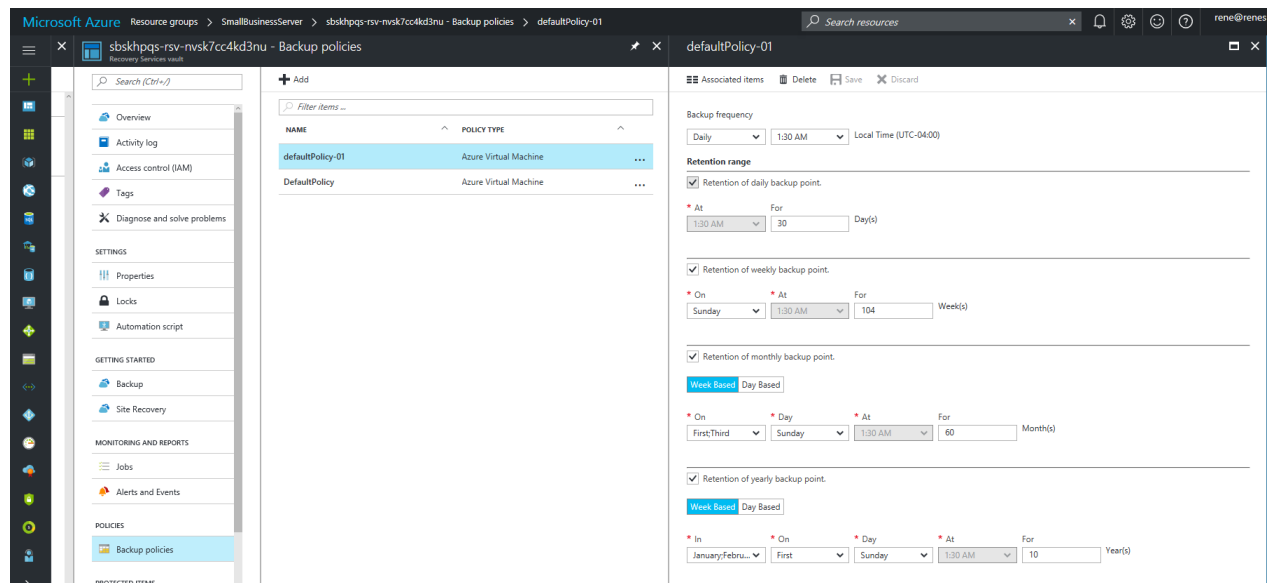 Microsoft Azure Resource groups > SmallBusinessServer > sbskhpqs-rsv-nvsk7cc4kd3nu - Backup policies > defaultPolicy-01
Search resources
rene@renes
sbskhpqs-rsv-nvsk7cc4kd3nu - Backup policies
Recovery Services vault
Search (Ctrl+/)
Overview
Activity log
Access control (IAM)
Tags
Diagnose and solve problems
SETTINGS
Properties
Locks
Automation script
GETTING STARTED
Backup
Site Recovery
MONITORING AND REPORTS
Jobs
Alerts and Events
POLICIES
Backup policies
PROTECTED ITEMS
Add
Filter items ...
NAME POLICY TYPE
defaultPolicy-01 Azure Virtual Machine ...
DefaultPolicy Azure Virtual Machine ...
defaultPolicy-01
Associated items Delete Save Discard
Backup frequency
Daily 1:30 AM Local Time (UTC-04:00)
Retention range
Retention of daily backup point.
* At For
1:30 AM 30 Day(s)
Retention of weekly backup point.
* On * At For
Sunday 1:30 AM 104 Week(s)
Retention of monthly backup point.
Week Based Day Based
* On * Day * At For
First;Third Sunday 1:30 AM 60 Month(s)
Retention of yearly backup point.
Week Based Day Based
* In * On * Day * At For
January;Febru... First Sunday 1:30 AM 10 Year(s)